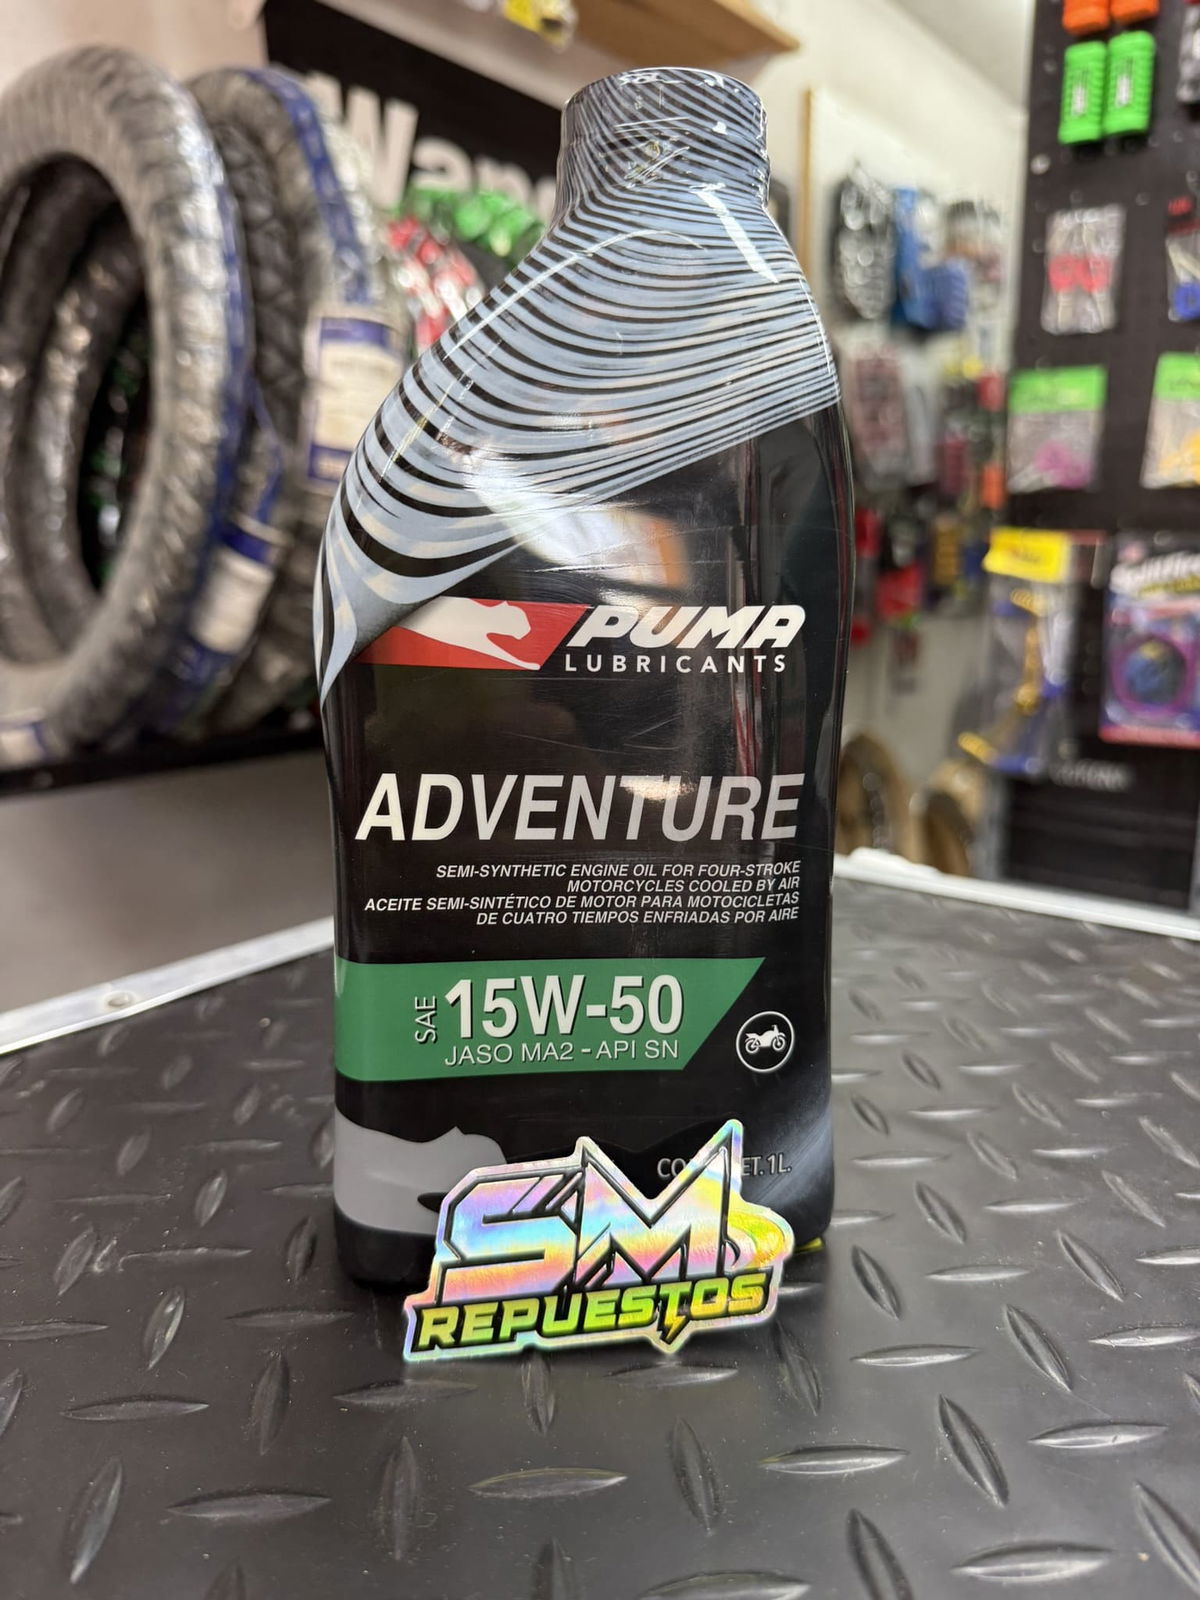 PUMA
LUBRICANTS
ADVENTURE
SEMI-SYNTHETIC ENGINE OIL FOR FOUR-STROKE
MOTORCYCLES COOLED BY AIR
ACEITE SEMI-SINTÉTICO DE MOTOR PARA MOTOCICLETAS
DE CUATRO TIEMPOS ENFRIADAS POR AIRE
SAE 15W-50
JASO MA2 - API SN
1L.
SM
REPUESTOS